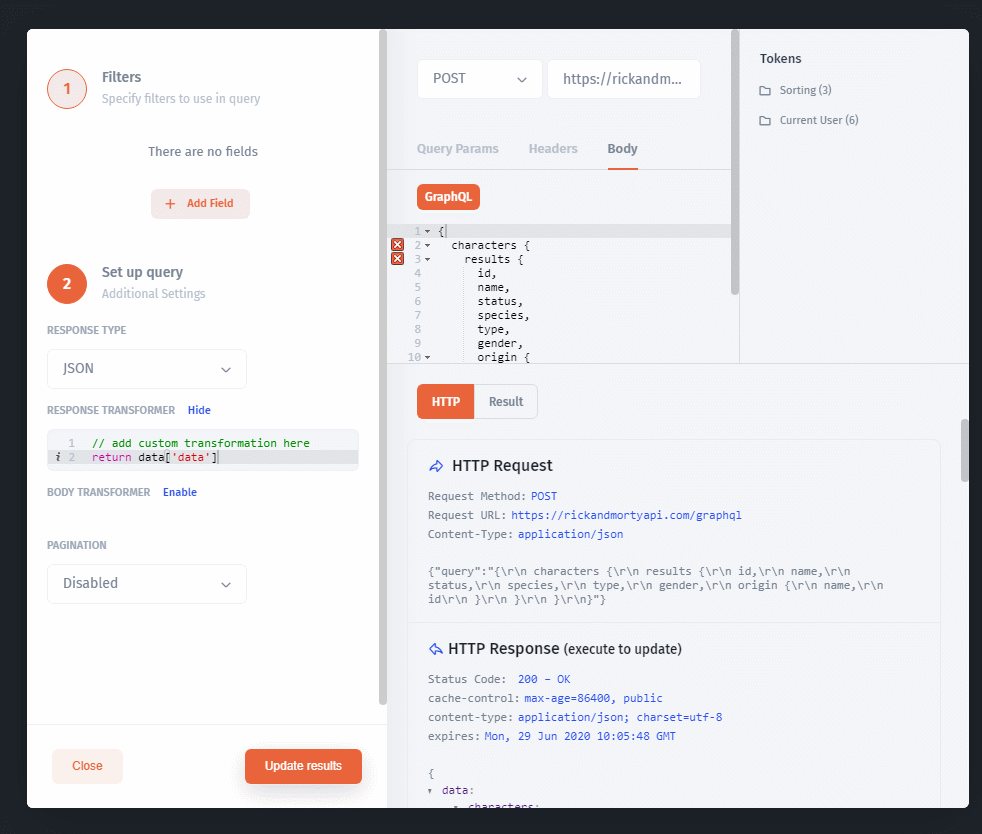 1
Filters
Specify filters to use in query
There are no fields
+ Add Field
2
Set up query
Additional Settings
RESPONSE TYPE
JSON
RESPONSE TRANSFORMER Hide
1 // add custom transformation here
i 2 return data['data']
BODY TRANSFORMER Enable
PAGINATION
Disabled
Close
Update results
POST
https://rickandm...
Query Params Headers Body
GraphQL
1 {
2 characters {
3 results {
4 id,
5 name,
6 status,
7 species,
8 type,
9 gender,
10 origin {
Tokens
Sorting (3)
Current User (6)
HTTP Result
HTTP Request
Request Method: POST
Request URL: https://rickandmortyapi.com/graphql
Content-Type: application/json
{"query":"{\r\n characters {\r\n results {\r\n id,\r\n name,\r\n
status,\r\n species,\r\n type,\r\n gender,\r\n origin {\r\n name,\r\n
id\r\n }\r\n }\r\n }\r\n}"}
HTTP Response (execute to update)
Status Code: 200 – OK
cache-control: max-age=86400, public
content-type: application/json; charset=utf-8
expires: Mon, 29 Jun 2020 10:05:48 GMT
{
data:
characters: